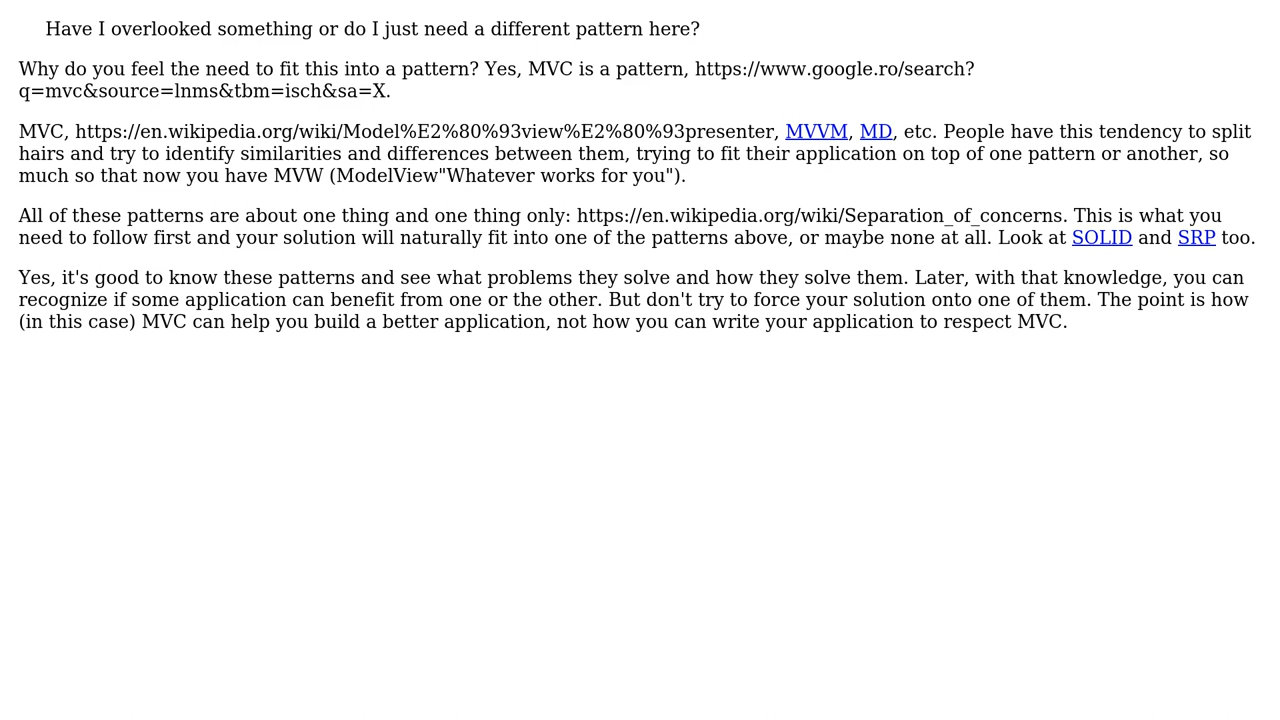 Have I overlooked something or do I just need a different pattern here?
Why do you feel the need to fit this into a pattern? Yes, MVC is a pattern, https://www.google.ro/search?
q=mvc&source=lnms&tbm=isch&sa=X.
MVC, https://en.wikipedia.org/wiki/Model%E2%80%93view%E2%80%93presenter, MVVM, MD, etc. People have this tendency to split
hairs and try to identify similarities and differences between them, trying to fit their application on top of one pattern or another, so
much so that now you have MVW (ModelView"Whatever works for you").
All of these patterns are about one thing and one thing only: https://en.wikipedia.org/wiki/Separation_of_concerns. This is what you
need to follow first and your solution will naturally fit into one of the patterns above, or maybe none at all. Look at SOLID and SRP too.
Yes, it's good to know these patterns and see what problems they solve and how they solve them. Later, with that knowledge, you can
recognize if some application can benefit from one or the other. But don't try to force your solution onto one of them. The point is how
(in this case) MVC can help you build a better application, not how you can write your application to respect MVC.